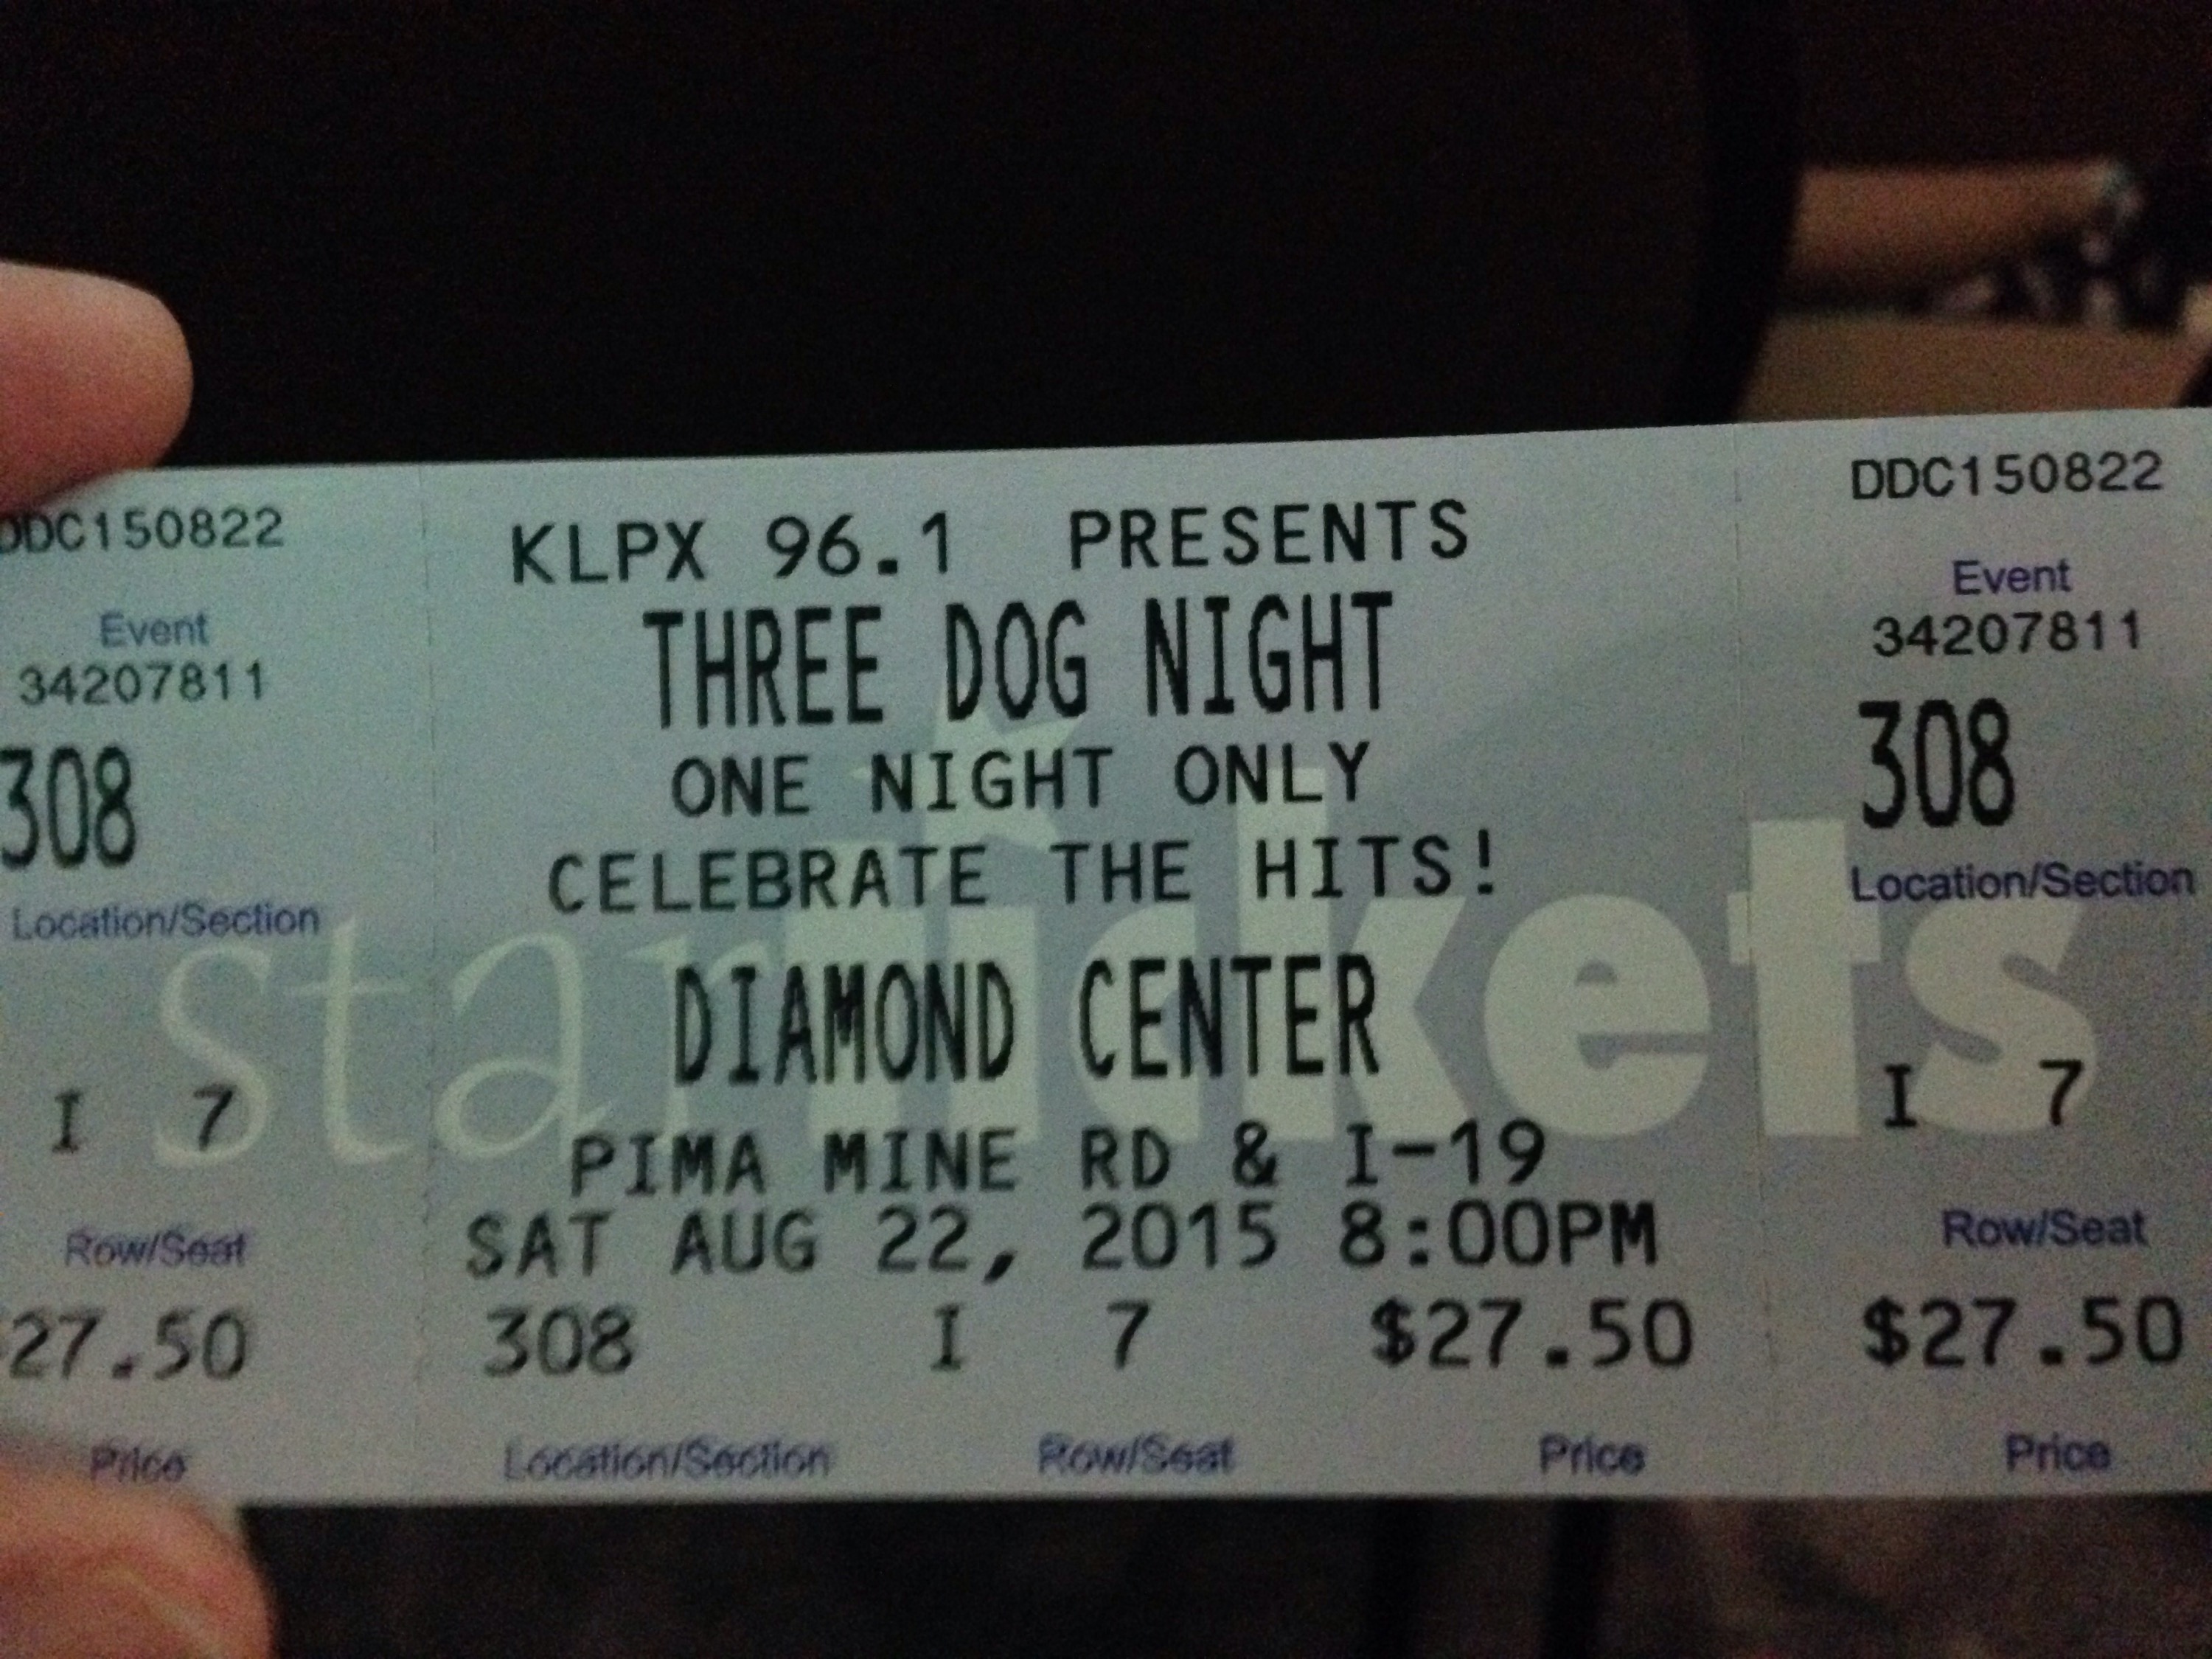 DDC150822
Event
34207811
308
Location/Section
I 7
Row/Seat
27.50
Price
KLPX 96.1 PRESENTS
THREE DOG NIGHT
ONE NIGHT ONLY
CELEBRATE THE HITS!
DIAMOND CENTER
PIMA MINE RD & I-19
SAT AUG 22, 2015 8:00PM
308 I 7 $27.50
Location/Section Row/Seat Price
startickets
DDC150822
Event
34207811
308
Location/Section
I 7
Row/Seat
$27.50
Price